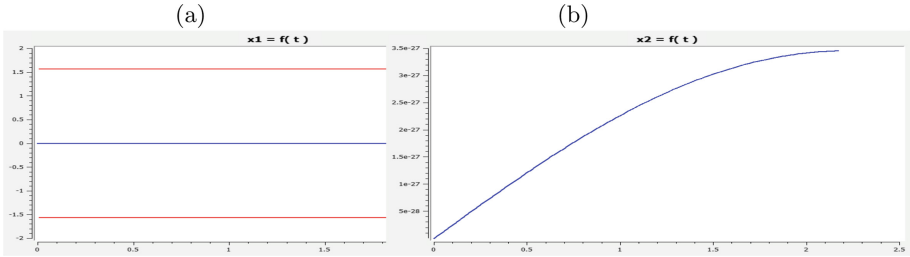 (a) (b)
x1 = f( t ) x2 = f( t )
2 3.5e-27
1.5 3e-27
1 2.5e-27
0.5 2e-27
0 1.5e-27
-0.5 1e-27
-1 5e-28
-1.5
-2
0 0.5 1 1.5 0 0.5 1 1.5 2 2.5